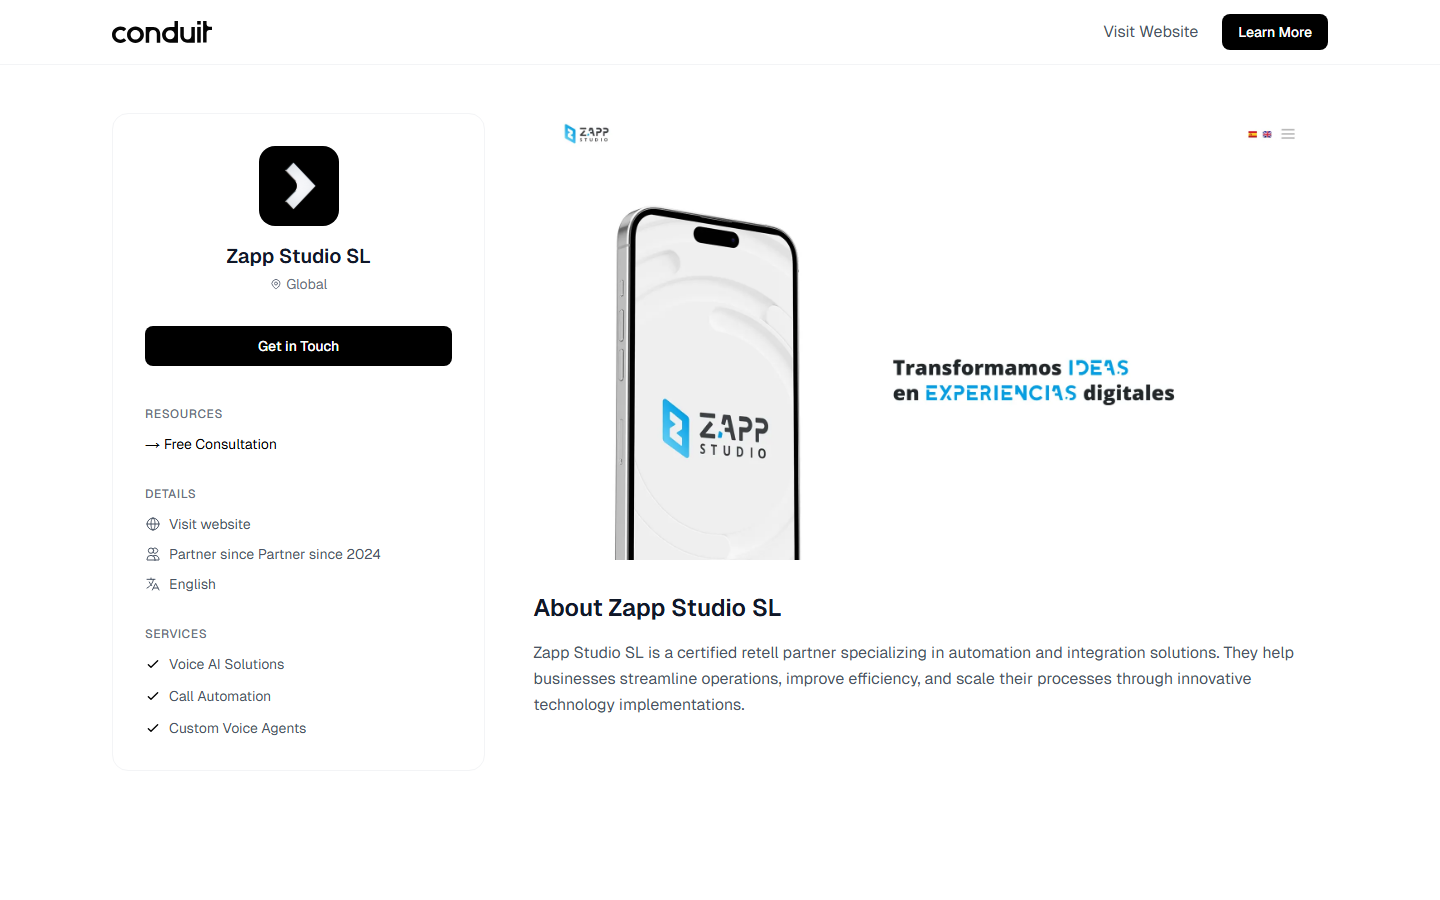 conduit
Visit Website
Learn More
Zapp Studio SL
Global
Get in Touch
RESOURCES
→ Free Consultation
DETAILS
Visit website
Partner since Partner since 2024
English
SERVICES
Voice AI Solutions
Call Automation
Custom Voice Agents
ZAPP
STUDIO
ZAPP
STUDIO
Transformamos IDEAS
en EXPERIENCIAS digitales
About Zapp Studio SL
Zapp Studio SL is a certified retell partner specializing in automation and integration solutions. They help
businesses streamline operations, improve efficiency, and scale their processes through innovative
technology implementations.